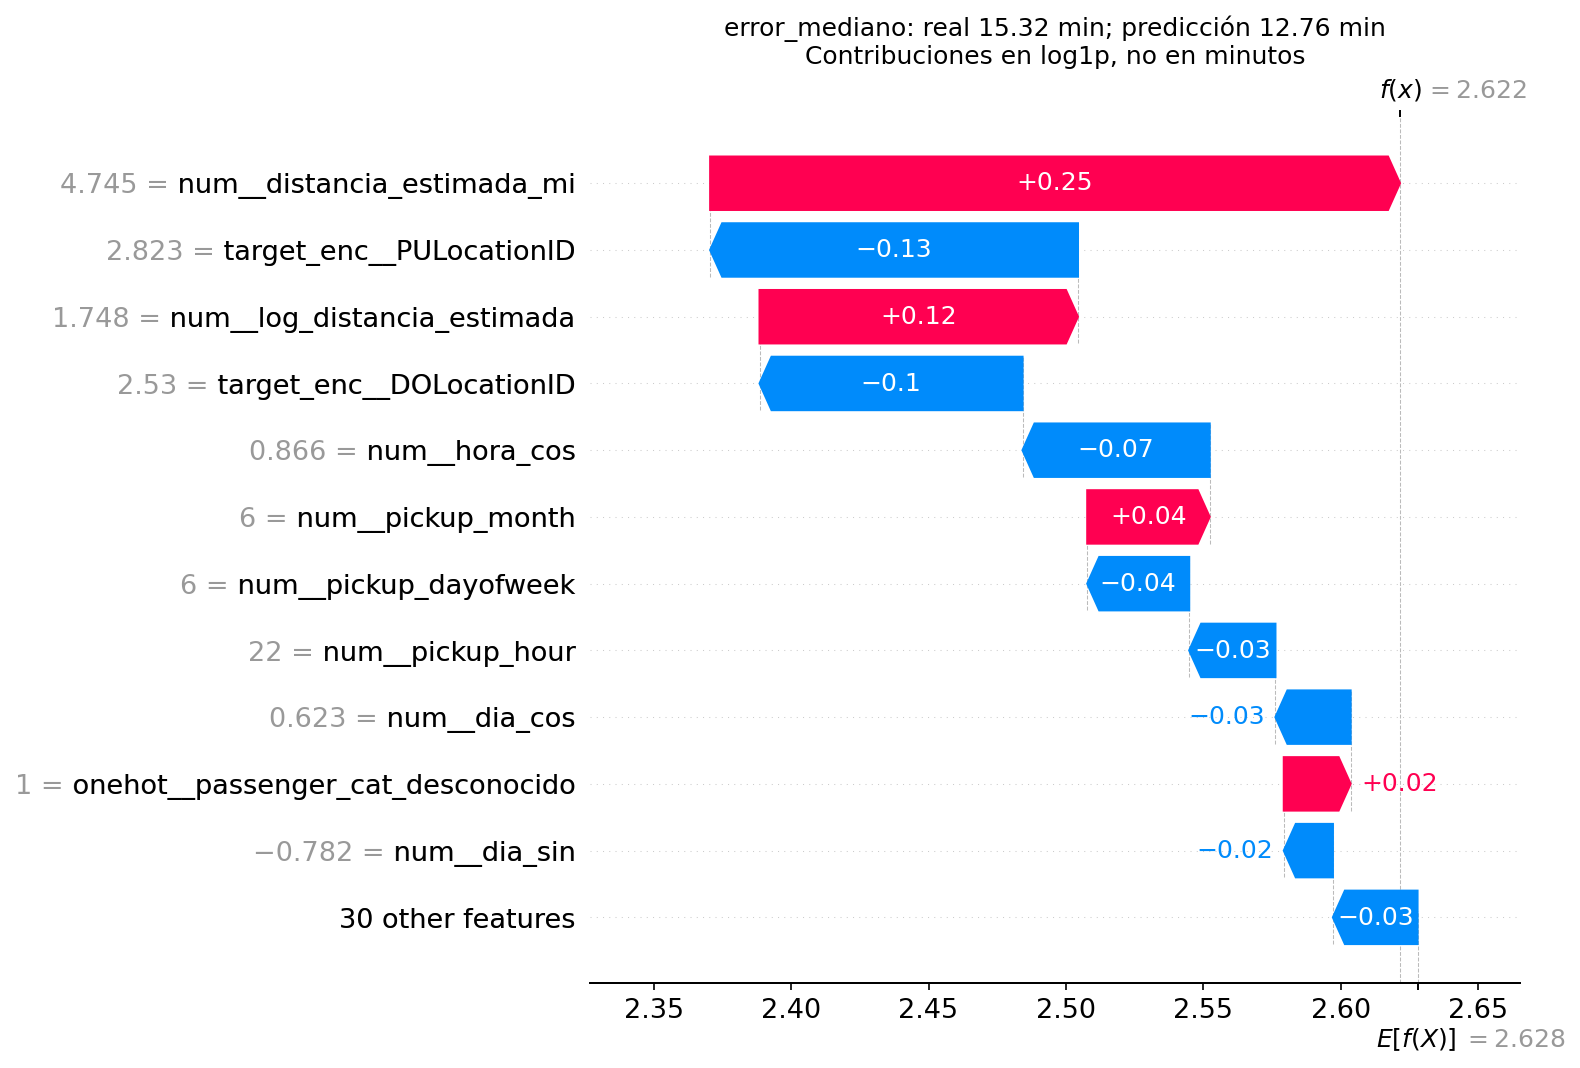 error_mediano: real 15.32 min; predicción 12.76 min
Contribuciones en log1p, no en minutos
f(x) = 2.622
4.745 = num__distancia_estimada_mi +0.25
2.823 = target_enc__PULocationID −0.13
1.748 = num__log_distancia_estimada +0.12
2.53 = target_enc__DOLocationID −0.1
0.866 = num__hora_cos −0.07
6 = num__pickup_month +0.04
6 = num__pickup_dayofweek −0.04
22 = num__pickup_hour −0.03
0.623 = num__dia_cos −0.03
1 = onehot__passenger_cat_desconocido +0.02
−0.782 = num__dia_sin −0.02
30 other features −0.03
2.35 2.40 2.45 2.50 2.55 2.60 2.65
E[f(X)] = 2.628